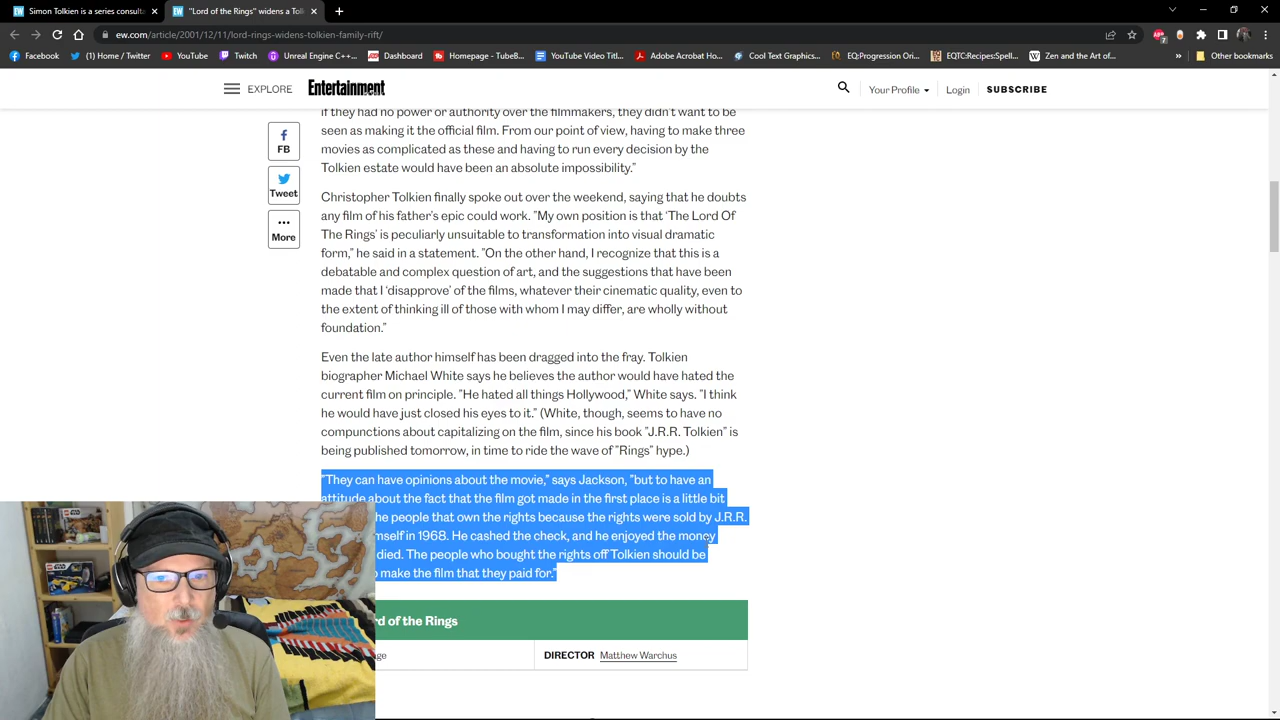 Simon Tolkien is a series consulta
"Lord of the Rings" widens a Tolk
ew.com/article/2001/12/11/lord-rings-widens-tolkien-family-rift/
Facebook
(1) Home / Twitter
YouTube
Twitch
Unreal Engine C++...
Dashboard
Homepage - TubeB...
YouTube Video Titl...
Adobe Acrobat Ho...
Cool Text Graphics...
EQ:Progression Ori...
EQTC:Recipes:Spell...
Zen and the Art of...
Other bookmarks
EXPLORE
Entertainment
Your Profile
Login
SUBSCRIBE
if they had no power or authority over the filmmakers, they didn't want to be
seen as making it the official film. From our point of view, having to make three
movies as complicated as these and having to run every decision by the
Tolkien estate would have been an absolute impossibility."
FB
Tweet
More
Christopher Tolkien finally spoke out over the weekend, saying that he doubts
any film of his father's epic could work. "My own position is that 'The Lord Of
The Rings' is peculiarly unsuitable to transformation into visual dramatic
form," he said in a statement. "On the other hand, I recognize that this is a
debatable and complex question of art, and the suggestions that have been
made that I 'disapprove' of the films, whatever their cinematic quality, even to
the extent of thinking ill of those with whom I may differ, are wholly without
foundation."
Even the late author himself has been dragged into the fray. Tolkien
biographer Michael White says he believes the author would have hated the
current film on principle. "He hated all things Hollywood," White says. "I think
he would have just closed his eyes to it." (White, though, seems to have no
compunctions about capitalizing on the film, since his book "J.R.R. Tolkien" is
being published tomorrow, in time to ride the wave of "Rings" hype.)
"They can have opinions about the movie," says Jackson, "but to have an
attitude about the fact that the film got made in the first place is a little bit
he people that own the rights because the rights were sold by J.R.R.
mself in 1968. He cashed the check, and he enjoyed the money
died. The people who bought the rights off Tolkien should be
o make the film that they paid for."
rd of the Rings
ge
DIRECTOR Matthew Warchus